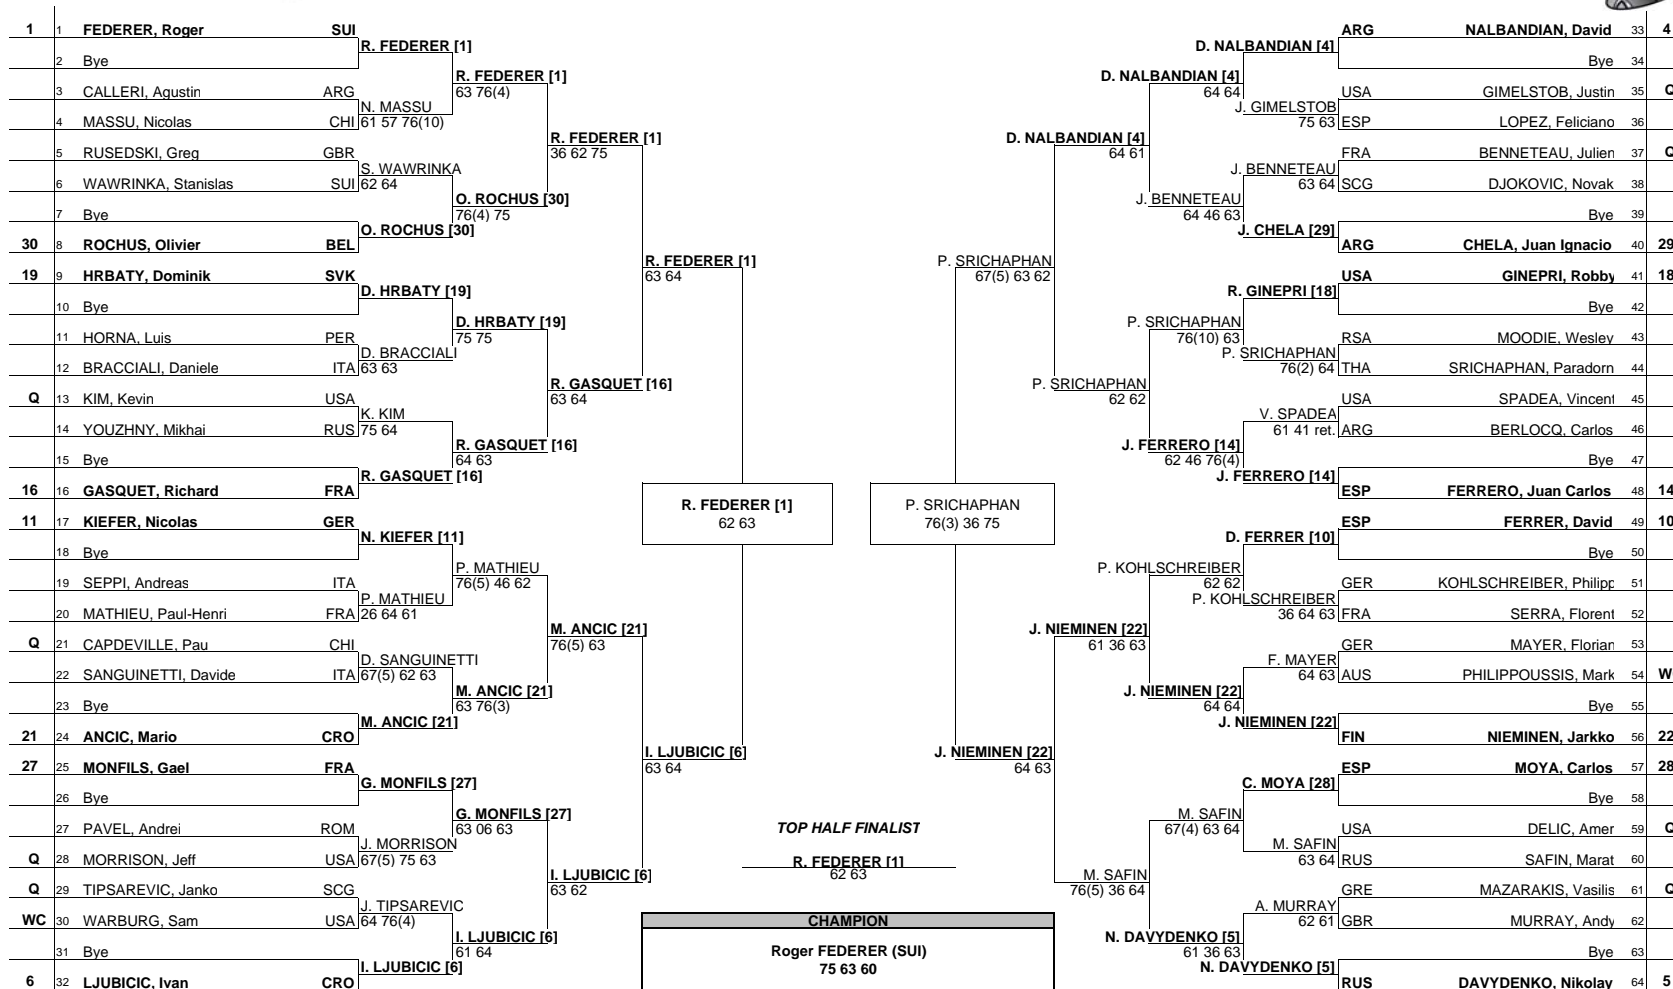 1 1 FEDERER, Roger SUI
R. FEDERER [1]
2 Bye
R. FEDERER [1]
63 76(4)
3 CALLERI, Agustin ARG
N. MASSU
4 MASSU, Nicolas CHI 61 57 76(10)
R. FEDERER [1]
36 62 75
5 RUSEDSKI, Greg GBR
S. WAWRINKA
6 WAWRINKA, Stanislas SUI 62 64
O. ROCHUS [30]
76(4) 75
7 Bye
O. ROCHUS [30]
30 8 ROCHUS, Olivier BEL
R. FEDERER [1]
63 64
19 9 HRBATY, Dominik SVK
D. HRBATY [19]
10 Bye
D. HRBATY [19]
75 75
11 HORNA, Luis PER
D. BRACCIALI
12 BRACCIALI, Daniele ITA 63 63
R. GASQUET [16]
63 64
Q 13 KIM, Kevin USA
K. KIM
14 YOUZHNY, Mikhai RUS 75 64
R. GASQUET [16]
64 63
15 Bye
R. GASQUET [16]
16 16 GASQUET, Richard FRA
R. FEDERER [1]
62 63
11 17 KIEFER, Nicolas GER
N. KIEFER [11]
18 Bye
P. MATHIEU
76(5) 46 62
19 SEPPI, Andreas ITA
P. MATHIEU
20 MATHIEU, Paul-Henri FRA 26 64 61
M. ANCIC [21]
76(5) 63
Q 21 CAPDEVILLE, Pau CHI
D. SANGUINETTI
22 SANGUINETTI, Davide ITA 67(5) 62 63
M. ANCIC [21]
63 76(3)
23 Bye
M. ANCIC [21]
21 24 ANCIC, Mario CRO
I. LJUBICIC [6]
63 64
27 25 MONFILS, Gael FRA
G. MONFILS [27]
26 Bye
G. MONFILS [27]
63 06 63
27 PAVEL, Andrei ROM
J. MORRISON
Q 28 MORRISON, Jeff USA 67(5) 75 63
I. LJUBICIC [6]
63 62
Q 29 TIPSAREVIC, Janko SCG
J. TIPSAREVIC
WC 30 WARBURG, Sam USA 64 76(4)
I. LJUBICIC [6]
61 64
31 Bye
I. LJUBICIC [6]
6 32 LJUBICIC, Ivan CRO
TOP HALF FINALIST
R. FEDERER [1]
62 63
CHAMPION
Roger FEDERER (SUI)
75 63 60
ARG NALBANDIAN, David 33 4
D. NALBANDIAN [4]
Bye 34
D. NALBANDIAN [4]
64 64
USA GIMELSTOB, Justin 35 Q
J. GIMELSTOB
75 63 ESP LOPEZ, Feliciano 36
D. NALBANDIAN [4]
64 61
FRA BENNETEAU, Julien 37 Q
J. BENNETEAU
63 64 SCG DJOKOVIC, Novak 38
J. BENNETEAU
64 46 63
Bye 39
J. CHELA [29]
ARG CHELA, Juan Ignacio 40 29
P. SRICHAPHAN
67(5) 63 62
USA GINEPRI, Robby 41 18
R. GINEPRI [18]
Bye 42
P. SRICHAPHAN
76(10) 63
RSA MOODIE, Wesley 43
P. SRICHAPHAN
76(2) 64 THA SRICHAPHAN, Paradorn 44
P. SRICHAPHAN
62 62
USA SPADEA, Vincent 45
V. SPADEA
61 41 ret. ARG BERLOCQ, Carlos 46
J. FERRERO [14]
62 46 76(4)
Bye 47
J. FERRERO [14]
ESP FERRERO, Juan Carlos 48 14
P. SRICHAPHAN
76(3) 36 75
ESP FERRER, David 49 10
D. FERRER [10]
Bye 50
P. KOHLSCHREIBER
62 62
GER KOHLSCHREIBER, Philipp 51
P. KOHLSCHREIBER
36 64 63 FRA SERRA, Florent 52
J. NIEMINEN [22]
61 36 63
GER MAYER, Florian 53
F. MAYER
64 63 AUS PHILIPPOUSSIS, Mark 54 W
J. NIEMINEN [22]
64 64
Bye 55
J. NIEMINEN [22]
FIN NIEMINEN, Jarkko 56 22
J. NIEMINEN [22]
64 63
ESP MOYA, Carlos 57 28
C. MOYA [28]
Bye 58
M. SAFIN
67(4) 63 64
USA DELIC, Amer 59 Q
M. SAFIN
63 64 RUS SAFIN, Marat 60
M. SAFIN
76(5) 36 64
GRE MAZARAKIS, Vasilis 61 Q
A. MURRAY
62 61 GBR MURRAY, Andy 62
N. DAVYDENKO [5]
61 36 63
Bye 63
N. DAVYDENKO [5]
RUS DAVYDENKO, Nikolay 64 5